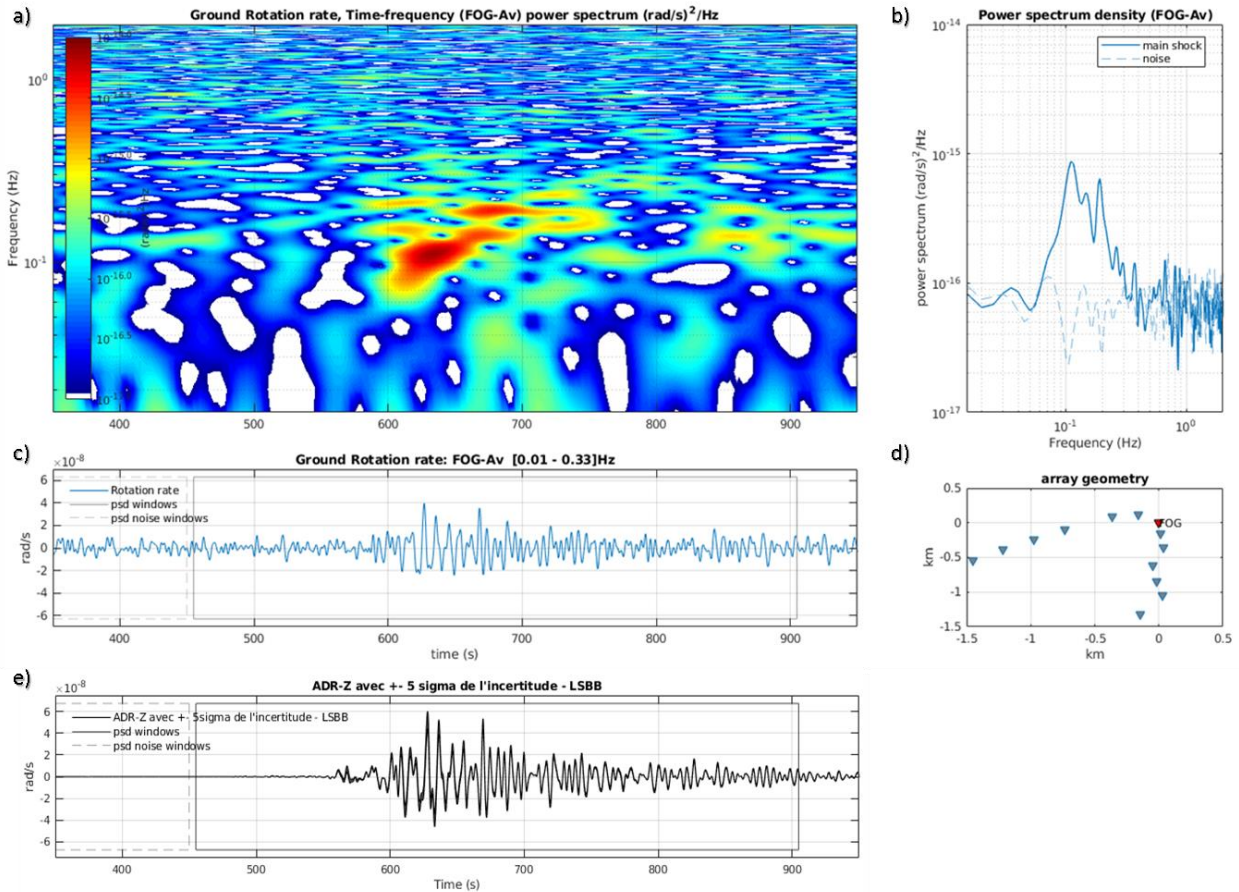 a)
Ground Rotation rate, Time-frequency (FOG-Av) power spectrum (rad/s)²/Hz
10⁰
10⁻¹
Frequency (Hz)
10⁻¹⁶·⁰
10⁻¹⁶·⁵
400 500 600 700 800 900
b)
Power spectrum density (FOG-Av)
10⁻¹⁴
main shock
noise
10⁻¹⁵
10⁻¹⁶
10⁻¹⁷
power spectrum (rad/s)²/Hz
10⁻¹ 10⁰
Frequency (Hz)
c)
Ground Rotation rate: FOG-Av [0.01 - 0.33]Hz
×10⁻⁸
6
4
2
0
-2
-4
-6
rad/s
Rotation rate
psd windows
psd noise windows
400 500 600 700 800 900
time (s)
d)
array geometry
0.5
0
-0.5
-1
-1.5
km
FOG
-1.5 -1 -0.5 0 0.5
km
e)
ADR-Z avec +- 5 sigma de l'incertitude - LSBB
×10⁻⁸
6
4
2
0
-2
-4
-6
rad/s
ADR-Z avec +- 5sigma de l'incertitude - LSBB
psd windows
psd noise windows
400 500 600 700 800 900
Time (s)